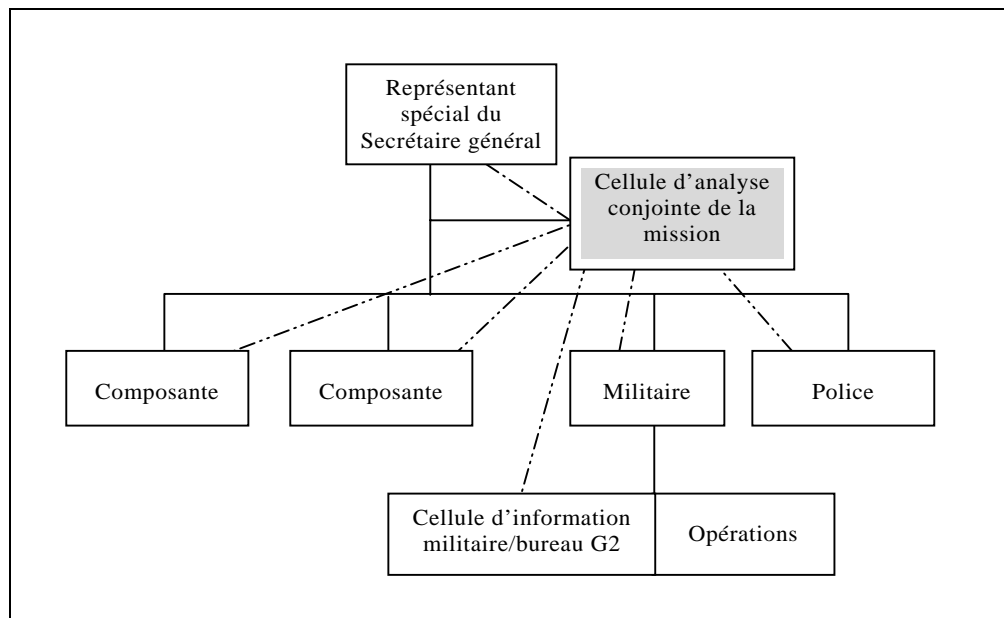 Représentant
spécial du
Secrétaire général
Cellule d’analyse
conjointe de la
mission
Composante
Composante
Militaire
Police
Cellule d’information
militaire/bureau G2
Opérations